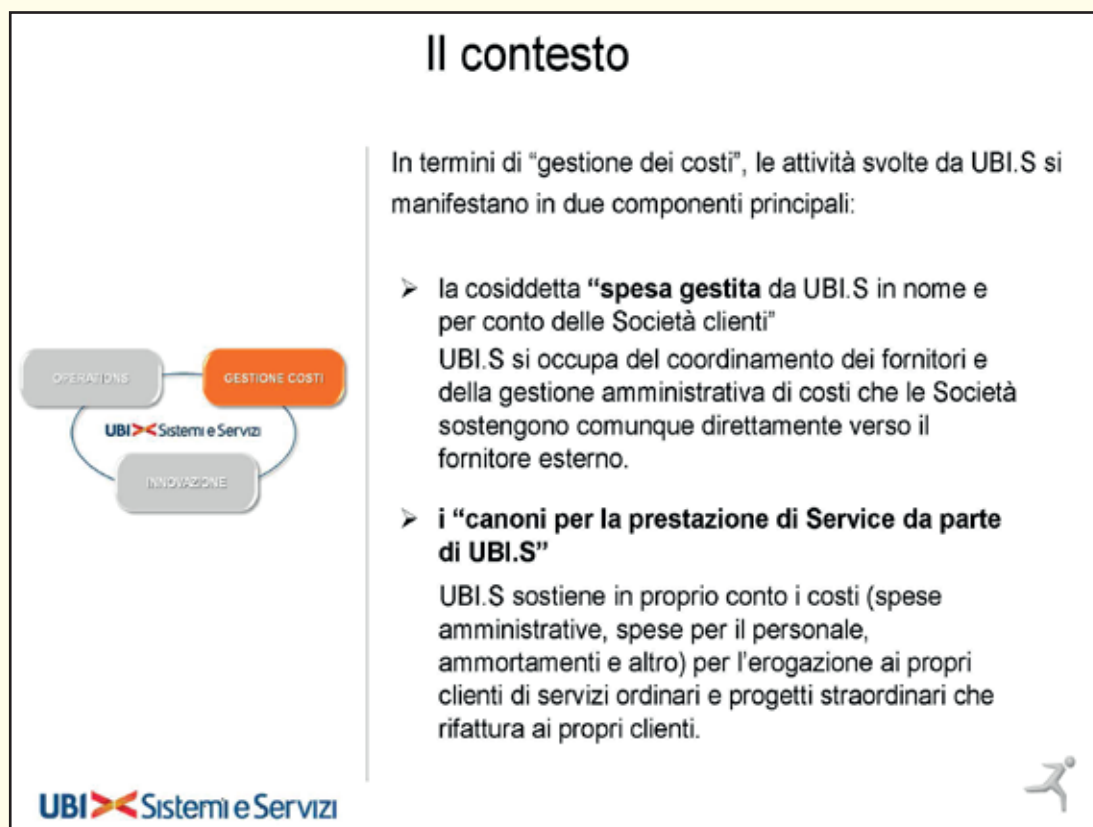 Il contesto
In termini di “gestione dei costi”, le attività svolte da UBI.S si
manifestano in due componenti principali:
➢ la cosiddetta “spesa gestita da UBI.S in nome e
per conto delle Società clienti”
UBI.S si occupa del coordinamento dei fornitori e
della gestione amministrativa di costi che le Società
sostengono comunque direttamente verso il
fornitore esterno.
➢ i “canoni per la prestazione di Service da parte
di UBI.S”
UBI.S sostiene in proprio conto i costi (spese
amministrative, spese per il personale,
ammortamenti e altro) per l’erogazione ai propri
clienti di servizi ordinari e progetti straordinari che
rifattura ai propri clienti.
OPERATIONS
GESTIONE COSTI
UBI Sistemi e Servizi
INNOVAZIONE
UBI Sistemi e Servizi